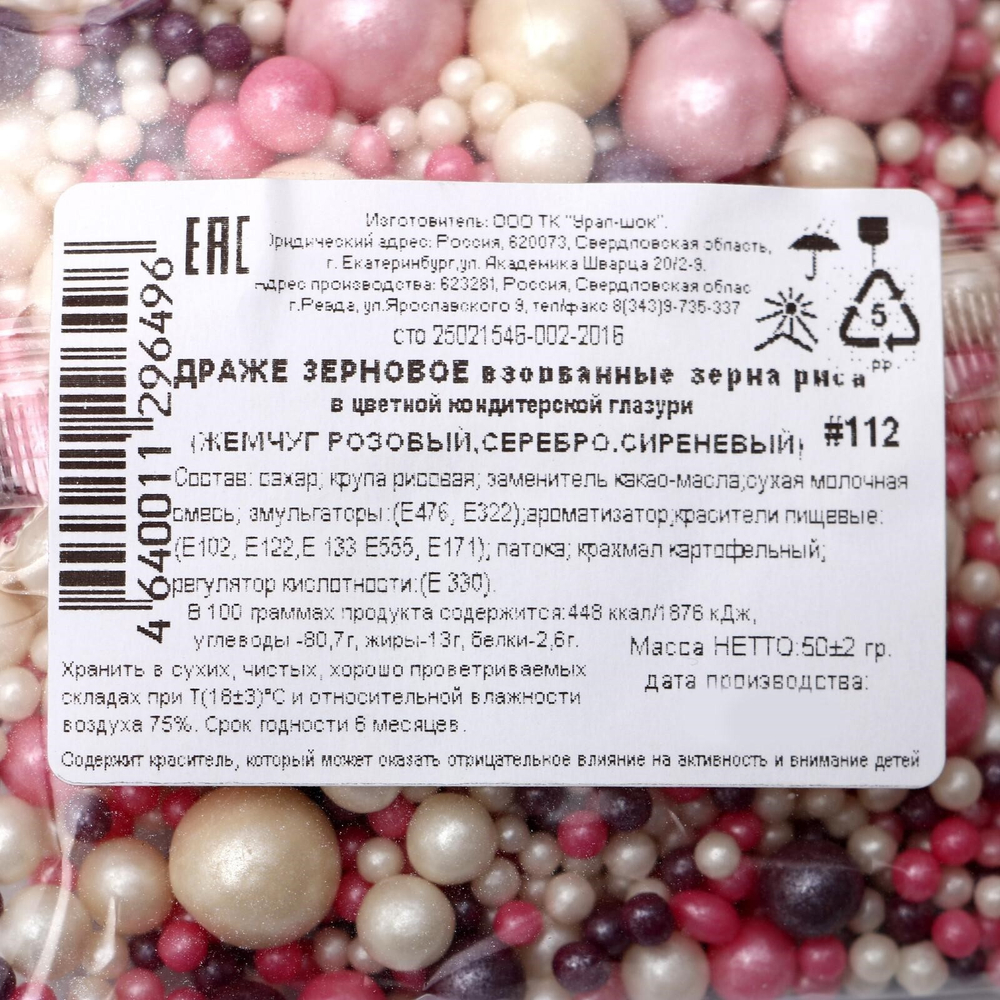 EAC
Изготовитель: ООО ТК "Урал-шок".
Юридический адрес: Россия, 620073, Свердловская область,
г. Екатеринбург,ул. Академика Шварца 20/2-9.
Адрес производства: 623281, Россия, Свердловская облас
г.Ревда, ул.Ярославского 9, тел/факс 8(343)9-735-337
сто 25021546-002-2016
ДРАЖЕ ЗЕРНОВОЕ взорванные зерна риса
в цветной кондитерской глазури
(ЖЕМЧУГ РОЗОВЫЙ,СЕРЕБРО,СИРЕНЕВЫЙ)
#112
Состав: сахар; крупа рисовая; заменитель какао-масла;сухая молочная
смесь; эмульгаторы:(Е476, Е322);ароматизатор;красители пищевые:
(Е102, Е122,Е 133 Е555, Е171); патока; крахмал картофельный;
регулятор кислотности:(Е 330).
В 100 граммах продукта содержится:448 ккал/1876 кДж,
углеводы -80,7г, жиры-13г, белки-2,6г.
Масса НЕТТО:50±2 гр.
дата производства:
Хранить в сухих, чистых, хорошо проветриваемых
складах при Т(18±3)°С и относительной влажности
воздуха 75%. Срок годности 6 месяцев.
Содержит краситель, который может оказать отрицательное влияние на активность и внимание детей
4 640011 296496
5
PP